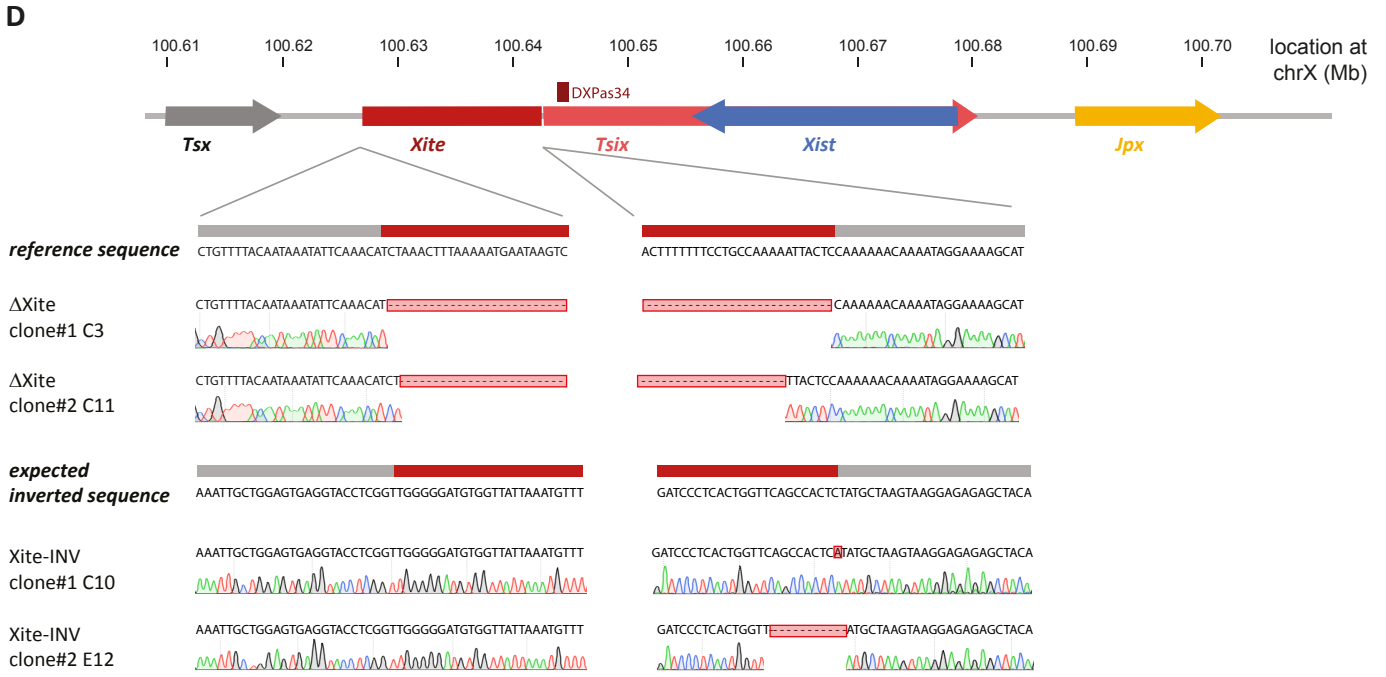 D
100.61 100.62 100.63 100.64 100.65 100.66 100.67 100.68 100.69 100.70 location at
chrX (Mb)
DXPas34
Tsx Xite Tsix Xist Jpx
reference sequence CTGTTTTACAATAAATATTCAAACATCTAAACTTTAAAAATGAATAAGTC ACTTTTTTTCCTGCCAAAAATTACTCCAAAAAACAAAATAGGAAAAGCAT
ΔXite CTGTTTTACAATAAATATTCAAACAT CAAAAAACAAAATAGGAAAAGCAT
clone#1 C3
ΔXite CTGTTTTACAATAAATATTCAAACATCT TTACTCCAAAAAACAAAATAGGAAAAGCAT
clone#2 C11
expected
inverted sequence AAATTGCTGGAGTGAGGTACCTCGGTTGGGGGATGTGGTTATTAAATGTTT GATCCCTCACTGGTTCAGCCACTCTATGCTAAGTAAGGAGAGAGCTACA
Xite-INV AAATTGCTGGAGTGAGGTACCTCGGTTGGGGGATGTGGTTATTAAATGTTT GATCCCTCACTGGTTCAGCCACTCATATGCTAAGTAAGGAGAGAGCTACA
clone#1 C10
Xite-INV AAATTGCTGGAGTGAGGTACCTCGGTTGGGGGATGTGGTTATTAAATGTTT GATCCCTCACTGGTT----------ATGCTAAGTAAGGAGAGAGCTACA
clone#2 E12